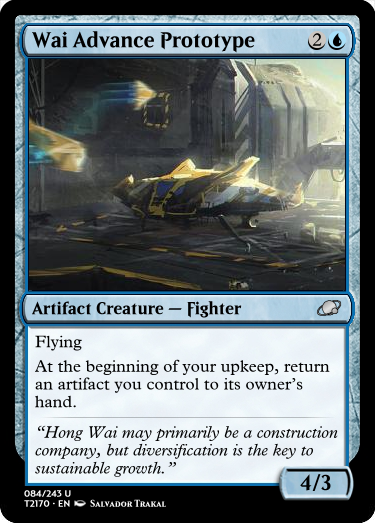 Wai Advance Prototype 2
Artifact Creature — Fighter
Flying
At the beginning of your upkeep, return
an artifact you control to its owner's
hand.
“Hong Wai may primarily be a construction
company, but diversification is the key to
sustainable growth.”
4/3
084/243 U
T2170 • EN Salvador Trakal